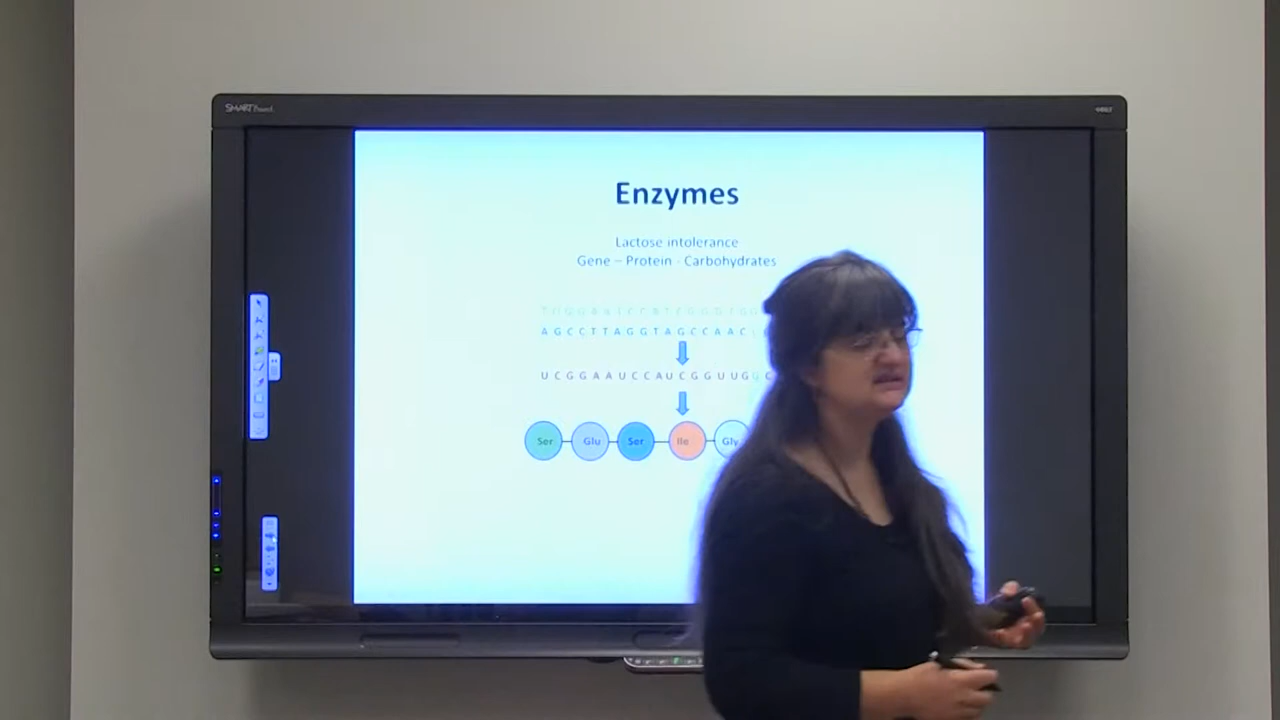 SMART Board
Enzymes
Lactose intolerance
Gene – Protein - Carbohydrates
T C G G A A T C C A T C G G T T G
A G C C T T A G G T A G C C A A C
U C G G A A U C C A U C G G U U G U C
Ser Glu Ser Ile Gly